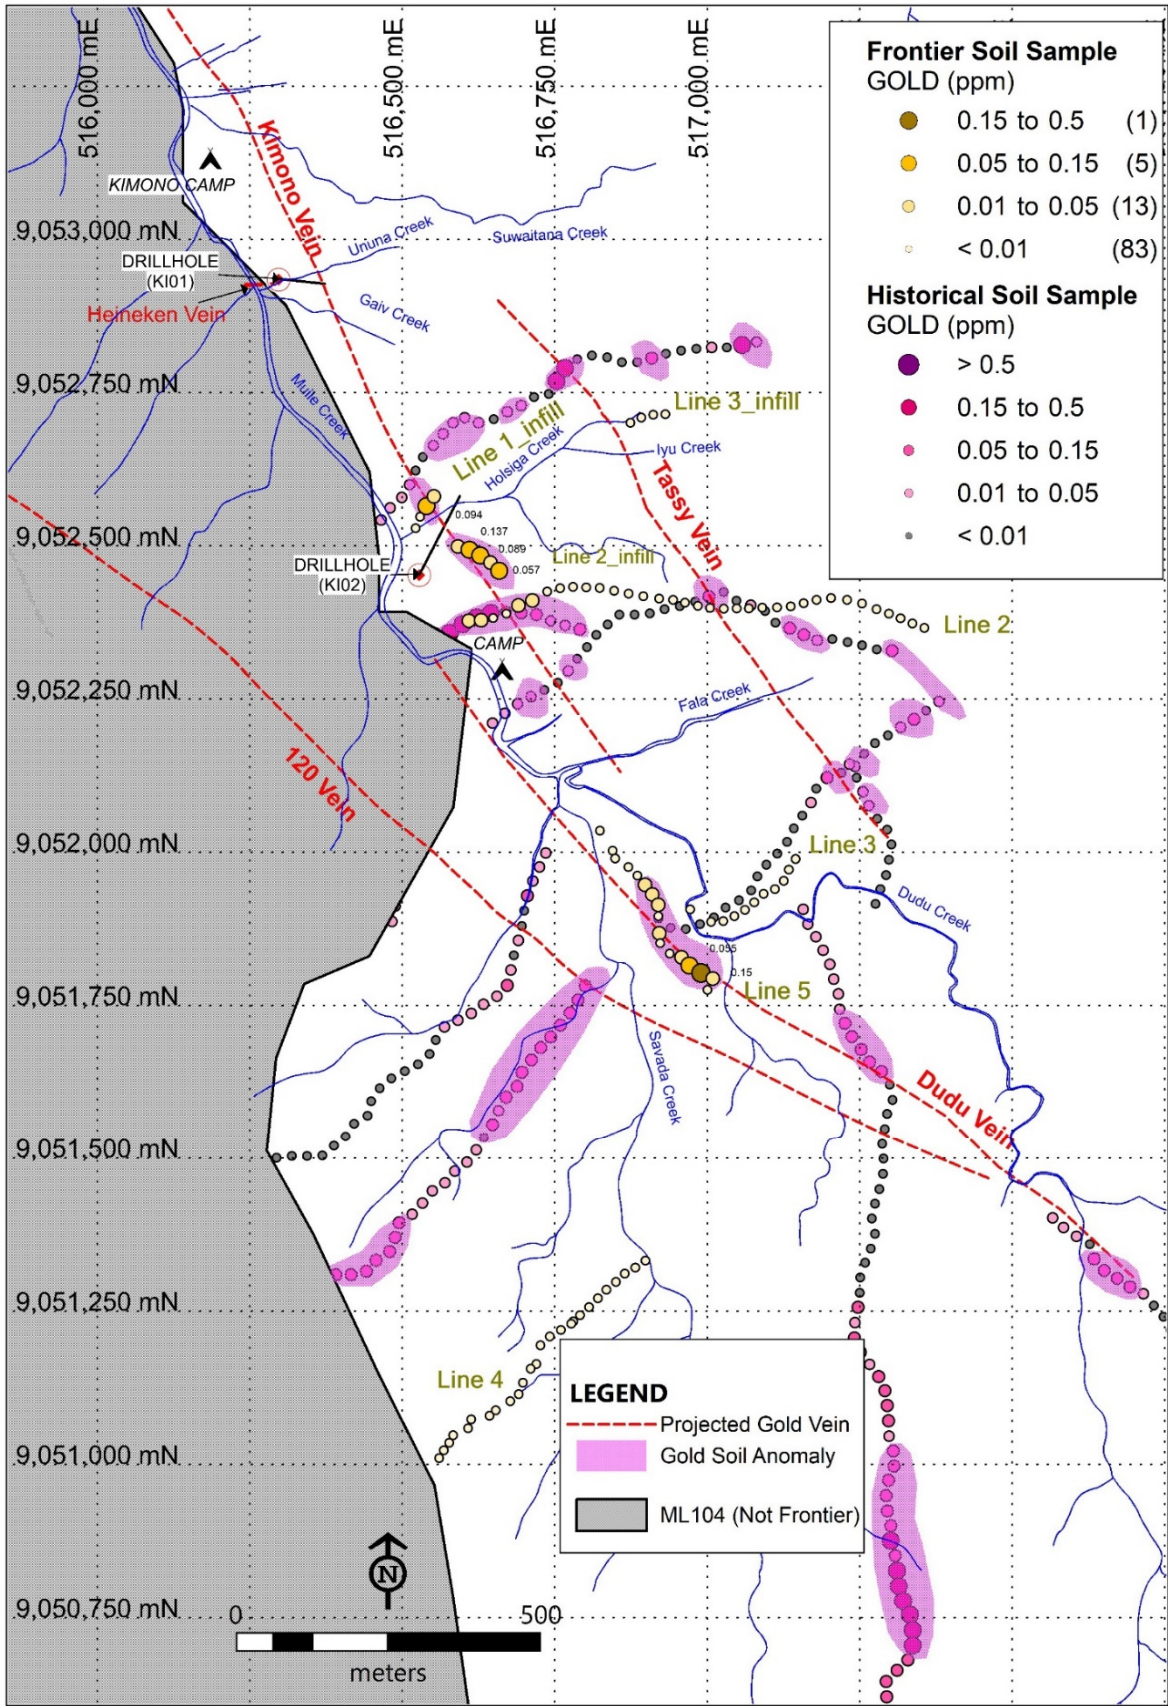 516,000 mE
516,500 mE
516,750 mE
517,000 mE
Frontier Soil Sample
GOLD (ppm)
0.15 to 0.5 (1)
0.05 to 0.15 (5)
0.01 to 0.05 (13)
< 0.01 (83)
Historical Soil Sample
GOLD (ppm)
> 0.5
0.15 to 0.5
0.05 to 0.15
0.01 to 0.05
< 0.01
KIMONO CAMP
Kimono Vein
9,053,000 mN
Ununa Creek
Suwaitana Creek
DRILLHOLE
(KI01)
Heineken Vein
Gaiv Creek
9,052,750 mN
Muile Creek
Line 3_infill
Line 1_infill
Holsiga Creek
Iyu Creek
Tassy Vein
9,052,500 mN
0.094
0.137
0.089
0.057
Line 2_infill
DRILLHOLE
(KI02)
Line 2
CAMP
9,052,250 mN
Fala Creek
120 Vein
9,052,000 mN
Line 3
Dudu Creek
0.055
0.15
Line 5
9,051,750 mN
Savada Creek
Dudu Vein
9,051,500 mN
9,051,250 mN
Line 4
LEGEND
Projected Gold Vein
Gold Soil Anomaly
ML104 (Not Frontier)
9,051,000 mN
N
9,050,750 mN
0 500
meters